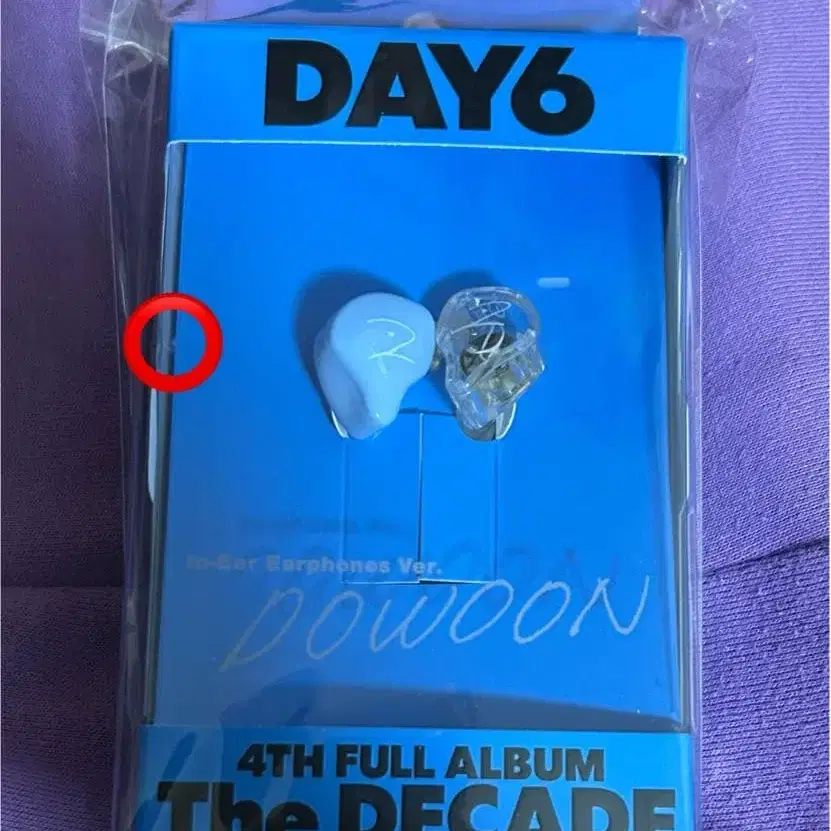 DAY6
R
In-Ear Earphones Ver.
DOWOON
4TH FULL ALBUM
The DECADE